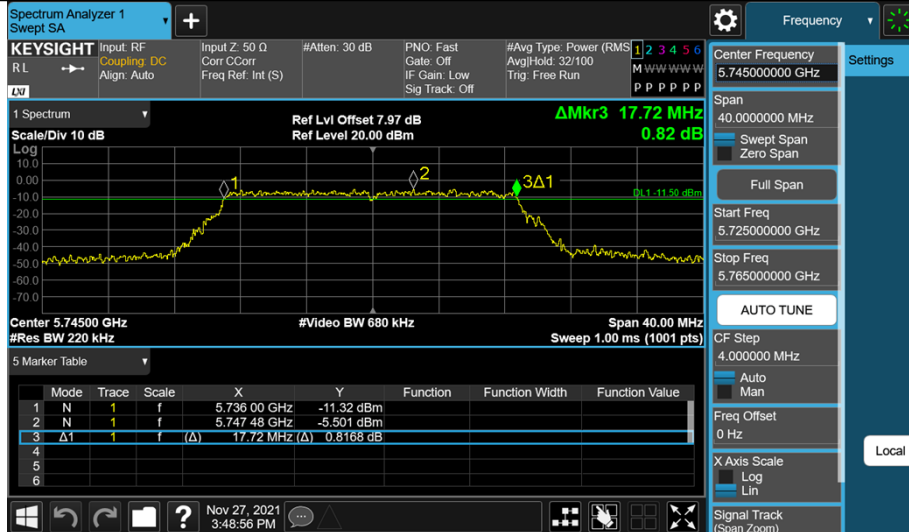 Spectrum Analyzer 1
Swept SA
Frequency
KEYSIGHT
RL
LXI
Input: RF
Coupling: DC
Align: Auto
Input Z: 50 Ω
Corr CCorr
Freq Ref: Int (S)
#Atten: 30 dB
PNO: Fast
Gate: Off
IF Gain: Low
Sig Track: Off
#Avg Type: Power (RMS
Avg|Hold: 32/100
Trig: Free Run
1 2 3 4 5 6
M W W W W W
P P P P P P
1 Spectrum
Scale/Div 10 dB
Ref Lvl Offset 7.97 dB
Ref Level 20.00 dBm
ΔMkr3 17.72 MHz
0.82 dB
Log
10.0
0.00
-10.0
-20.0
-30.0
-40.0
-50.0
-60.0
-70.0
1
2
3Δ1
DL1 -11.50 dBm
Center 5.74500 GHz
#Res BW 220 kHz
#Video BW 680 kHz
Span 40.00 MHz
Sweep 1.00 ms (1001 pts)
5 Marker Table
Mode Trace Scale X Y Function Function Width Function Value
1 N 1 f 5.736 00 GHz -11.32 dBm
2 N 1 f 5.747 48 GHz -5.501 dBm
3 Δ1 1 f (Δ) 17.72 MHz (Δ) 0.8168 dB
4
5
6
?
Nov 27, 2021
3:48:56 PM
Center Frequency
5.745000000 GHz
Span
40.0000000 MHz
Swept Span
Zero Span
Full Span
Start Freq
5.725000000 GHz
Stop Freq
5.765000000 GHz
AUTO TUNE
CF Step
4.000000 MHz
Auto
Man
Freq Offset
0 Hz
X Axis Scale
Log
Lin
Signal Track
(Span Zoom)
Settings
Local